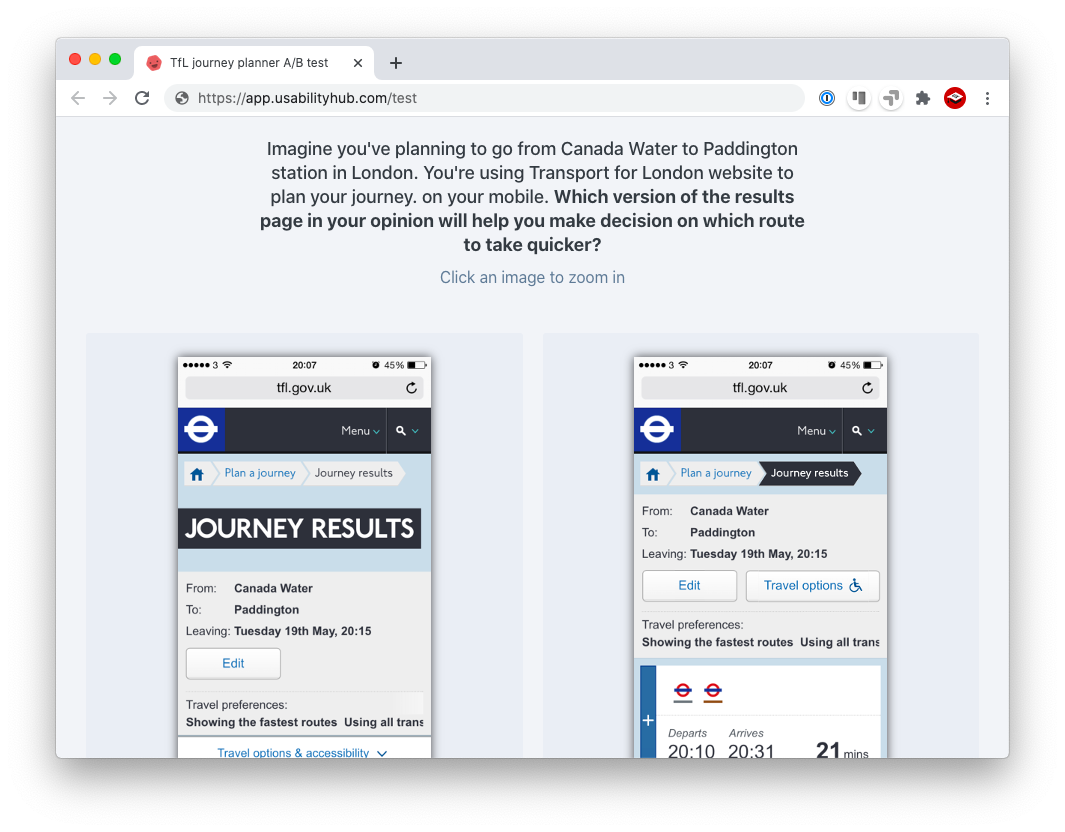 TfL journey planner A/B test
https://app.usabilityhub.com/test
Imagine you've planning to go from Canada Water to Paddington
station in London. You're using Transport for London website to
plan your journey. on your mobile. Which version of the results
page in your opinion will help you make decision on which route
to take quicker?
Click an image to zoom in
3 20:07 45%
tfl.gov.uk
Menu
Plan a journey Journey results
JOURNEY RESULTS
From: Canada Water
To: Paddington
Leaving: Tuesday 19th May, 20:15
Edit
Travel preferences:
Showing the fastest routes Using all trans
Travel options & accessibility
3 20:07 45%
tfl.gov.uk
Menu
Plan a journey Journey results
From: Canada Water
To: Paddington
Leaving: Tuesday 19th May, 20:15
Edit Travel options
Travel preferences:
Showing the fastest routes Using all trans
Departs Arrives
20:10 20:31 21 mins